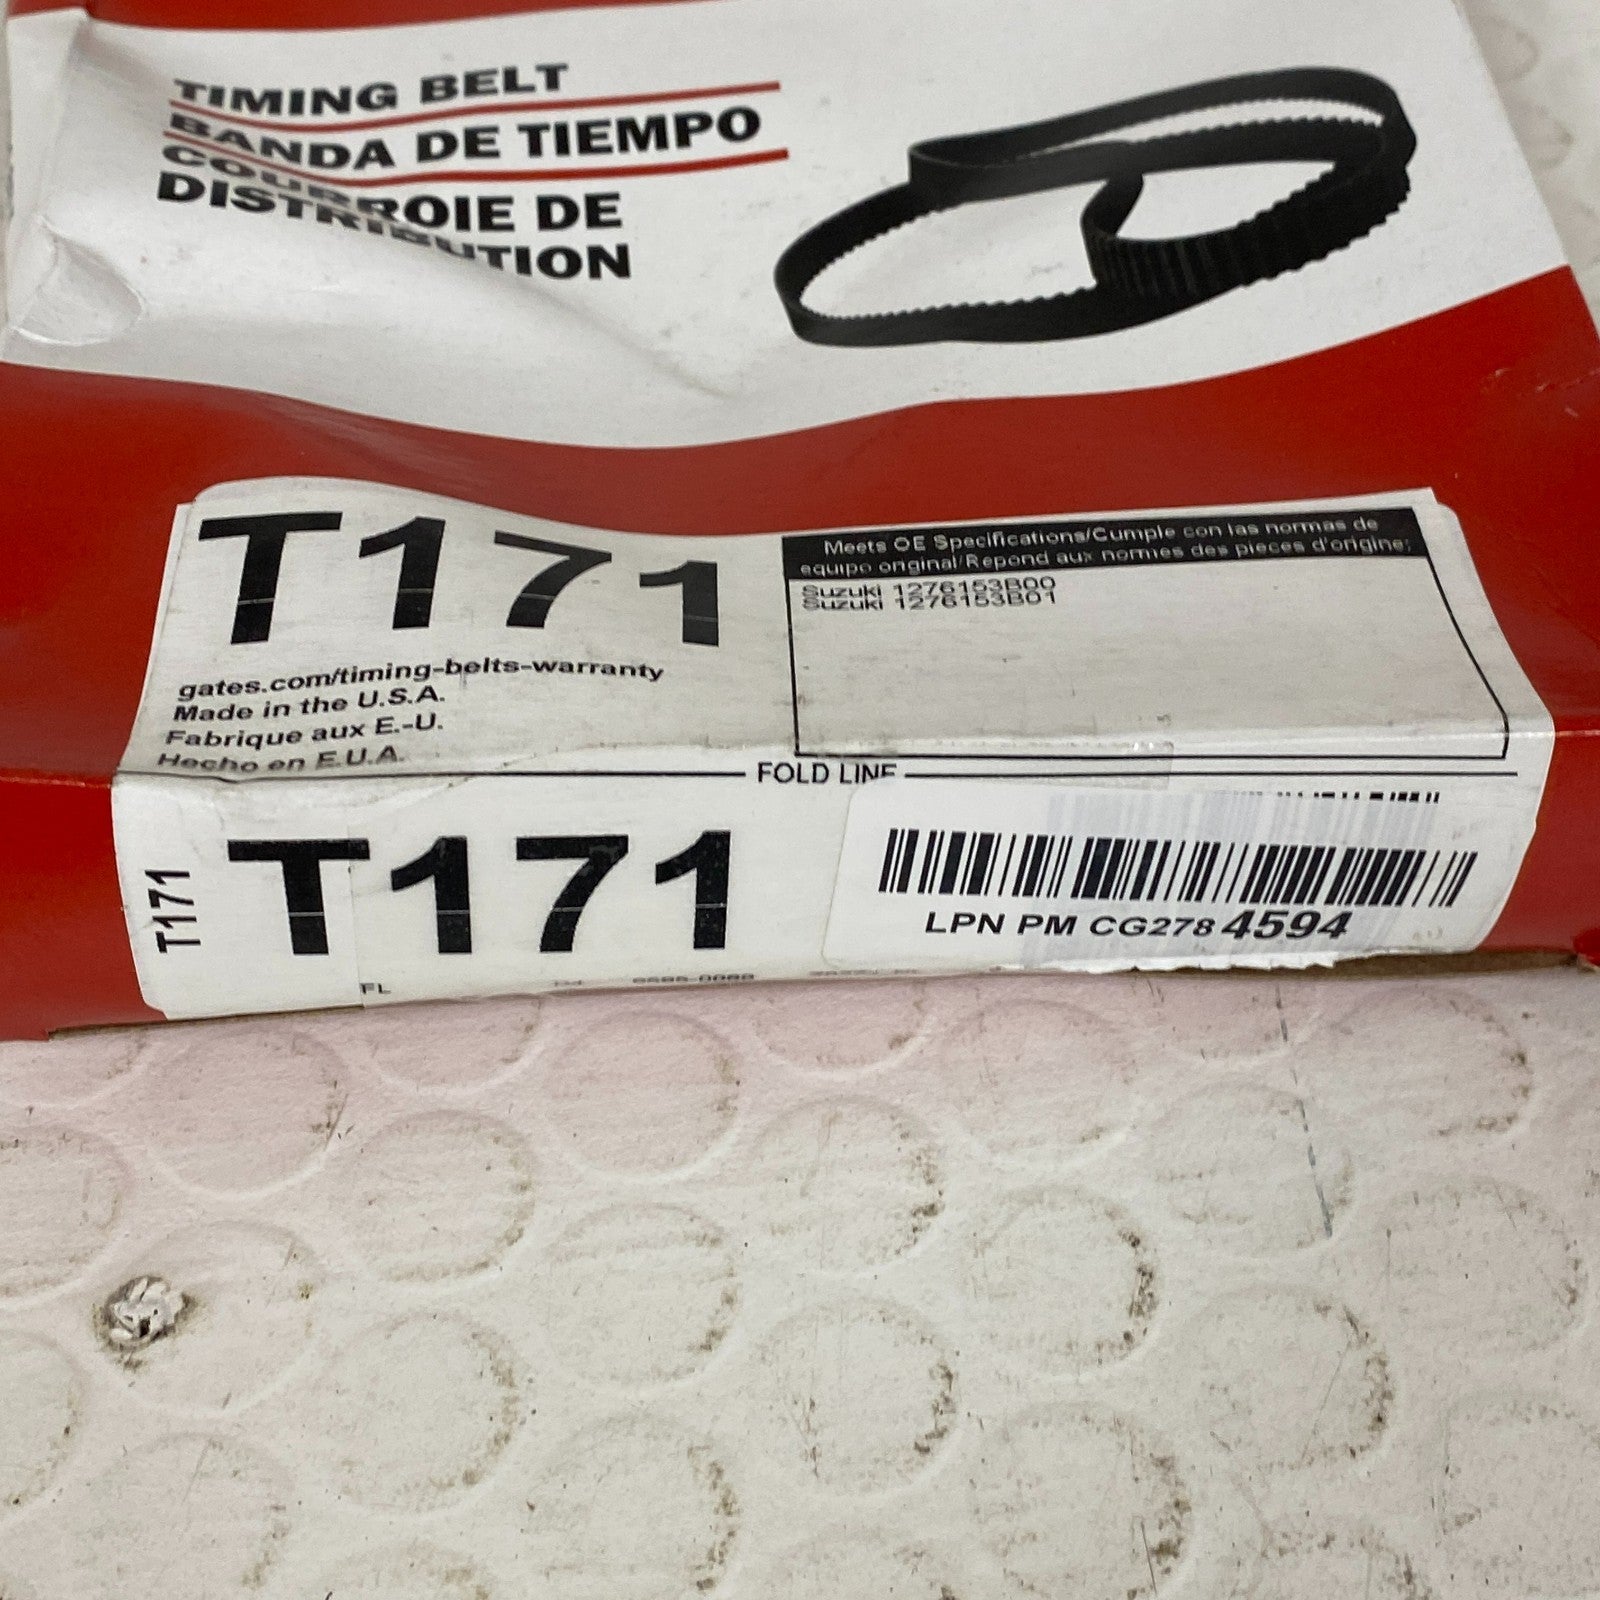 TIMING BELT
BANDA DE TIEMPO
COURROIE DE
DISTRIBUTION
T171
gates.com/timing-belts-warranty
Made in the U.S.A.
Fabrique aux E.-U.
Hecho en E.U.A.
Meets OE Specifications/Cumple con las normas de
equipo original/Repond aux normes des pieces d'origine:
Suzuki 1276153B00
Suzuki 1276153B01
FOLD LINE
T171
T171
LPN PM CG278 4594
FL